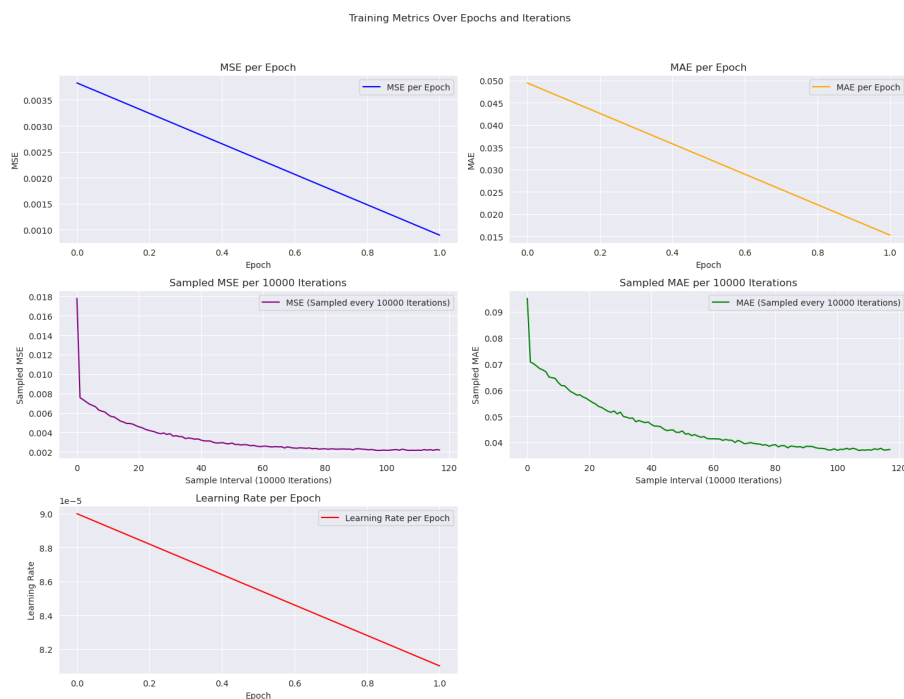 Training Metrics Over Epochs and Iterations
MSE per Epoch
MSE per Epoch
0.0035
0.0030
0.0025
0.0020
0.0015
0.0010
MSE
0.0 0.2 0.4 0.6 0.8 1.0
Epoch
MAE per Epoch
MAE per Epoch
0.050
0.045
0.040
0.035
0.030
0.025
0.020
0.015
MAE
0.0 0.2 0.4 0.6 0.8 1.0
Epoch
Sampled MSE per 10000 Iterations
MSE (Sampled every 10000 Iterations)
0.018
0.016
0.014
0.012
0.010
0.008
0.006
0.004
0.002
Sampled MSE
0 20 40 60 80 100 120
Sample Interval (10000 Iterations)
Sampled MAE per 10000 Iterations
MAE (Sampled every 10000 Iterations)
0.09
0.08
0.07
0.06
0.05
0.04
Sampled MAE
0 20 40 60 80 100 120
Sample Interval (10000 Iterations)
Learning Rate per Epoch
1e−5
Learning Rate per Epoch
9.0
8.8
8.6
8.4
8.2
Learning Rate
0.0 0.2 0.4 0.6 0.8 1.0
Epoch